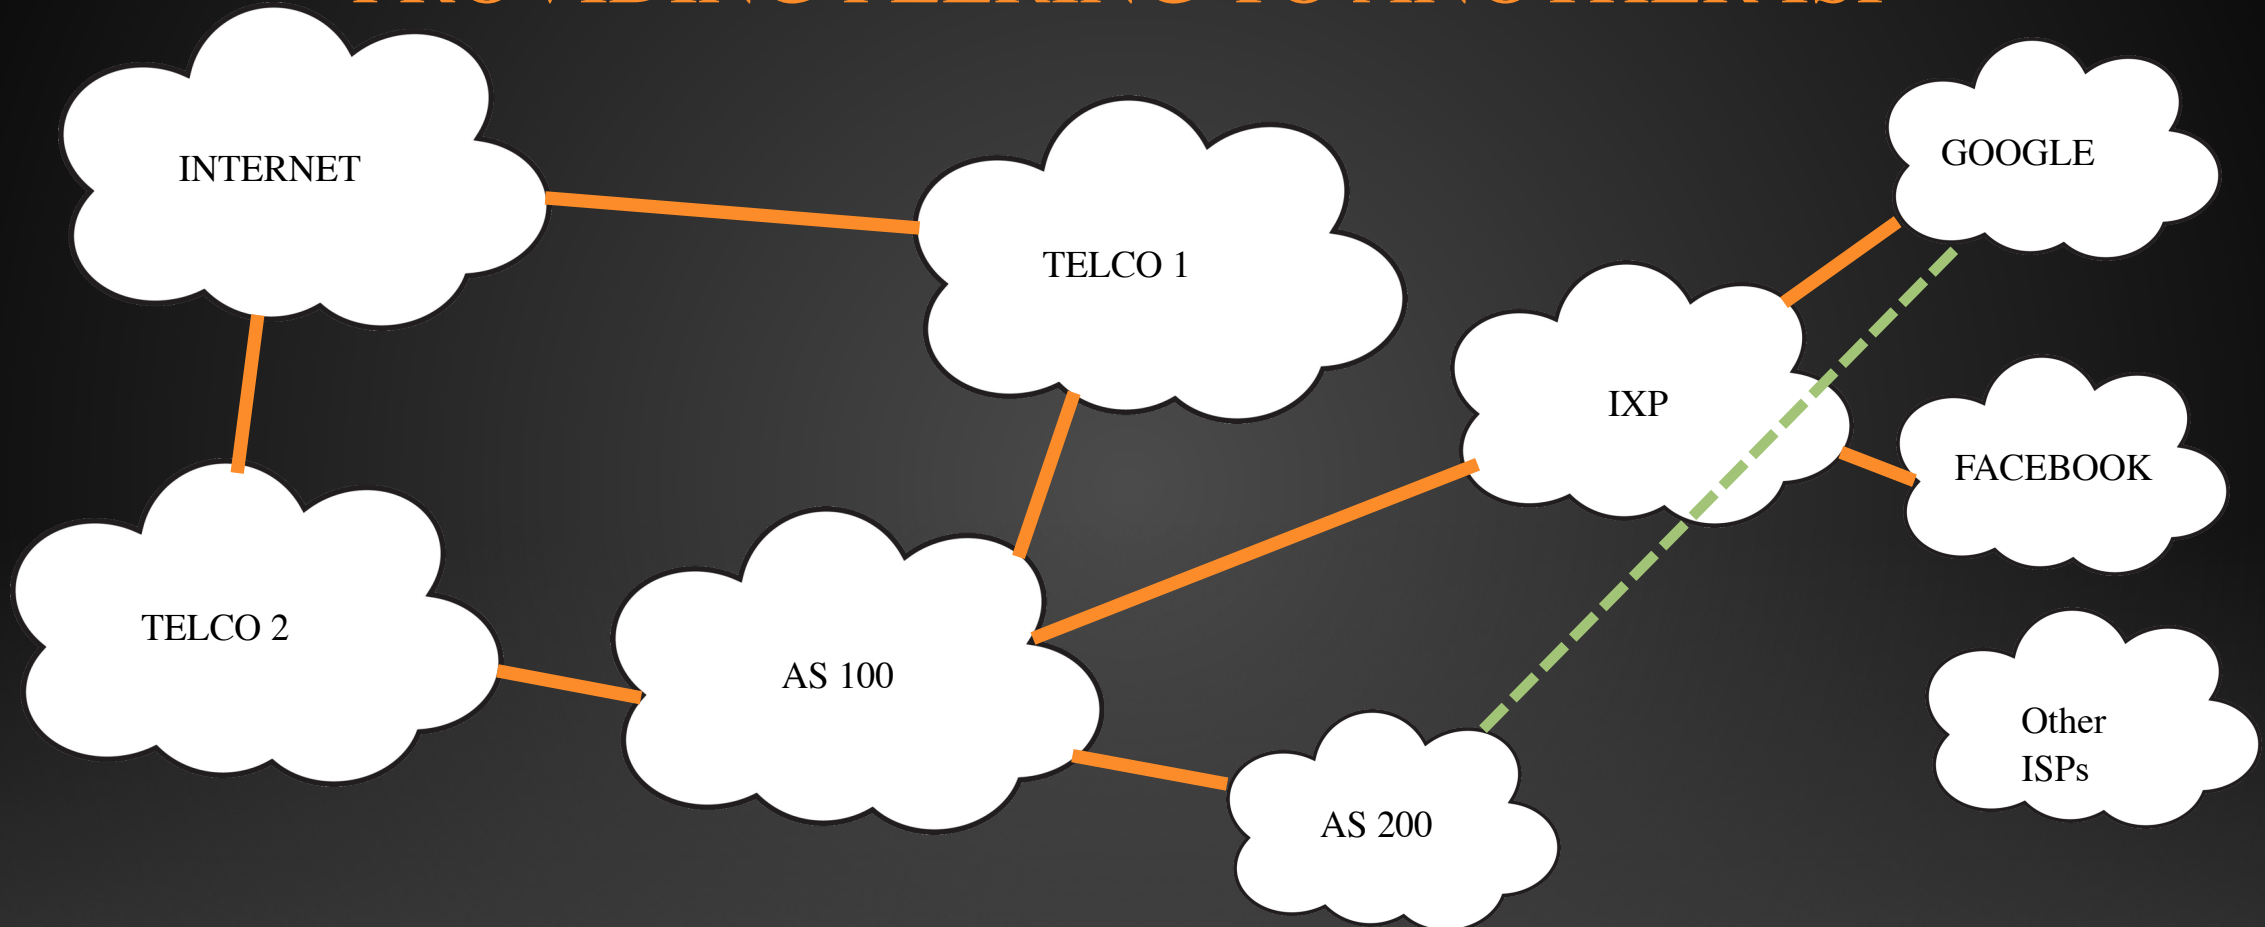 INTERNET
TELCO 1
GOOGLE
IXP
FACEBOOK
TELCO 2
AS 100
Other
ISPs
AS 200